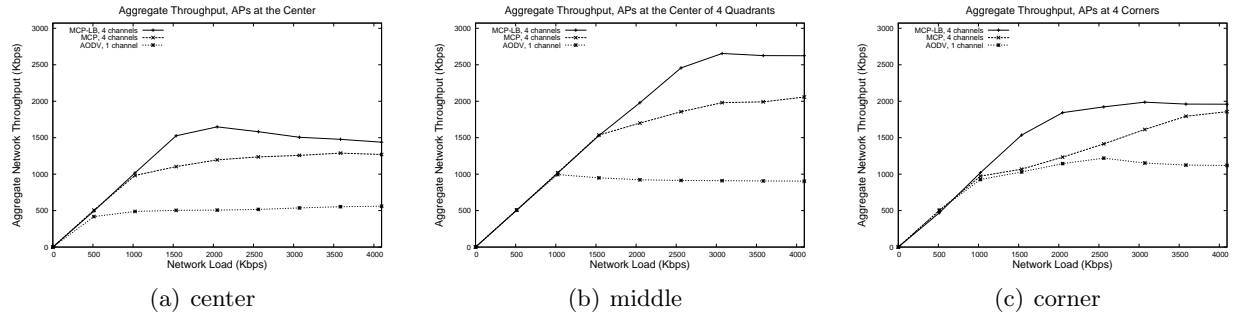 Aggregate Throughput, APs at the Center
MCP-LB, 4 channels
MCP, 4 channels
AODV, 1 channel
Aggregate Network Throughput (Kbps)
3000
2500
2000
1500
1000
500
0
0 500 1000 1500 2000 2500 3000 3500 4000
Network Load (Kbps)
(a) center
Aggregate Throughput, APs at the Center of 4 Quadrants
MCP-LB, 4 channels
MCP, 4 channels
AODV, 1 channel
Aggregate Network Throughput (Kbps)
3000
2500
2000
1500
1000
500
0
0 500 1000 1500 2000 2500 3000 3500 4000
Network Load (Kbps)
(b) middle
Aggregate Throughput, APs at 4 Corners
MCP-LB, 4 channels
MCP, 4 channels
AODV, 1 channel
Aggregate Network Throughput (Kbps)
3000
2500
2000
1500
1000
500
0
0 500 1000 1500 2000 2500 3000 3500 4000
Network Load (Kbps)
(c) corner